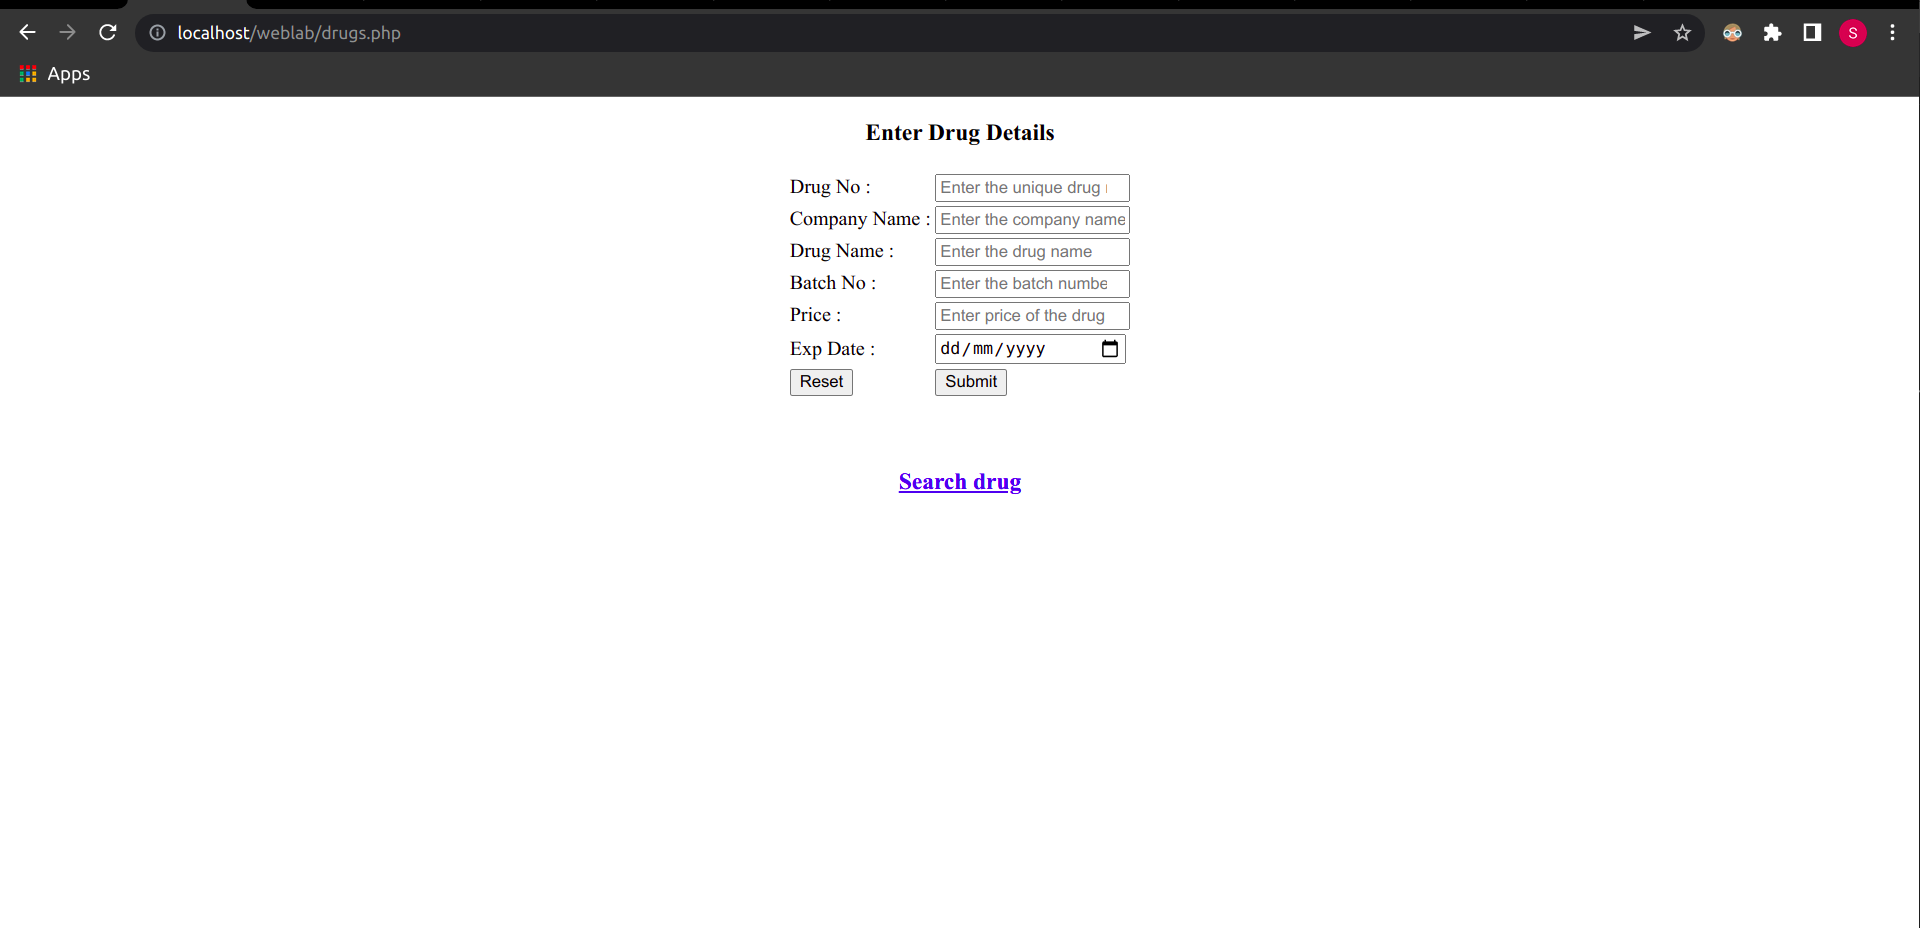 localhost/weblab/drugs.php
S
Apps
Enter Drug Details
Drug No : Enter the unique drug
Company Name : Enter the company name
Drug Name : Enter the drug name
Batch No : Enter the batch numbe
Price : Enter price of the drug
Exp Date : dd/mm/yyyy
Reset Submit
Search drug